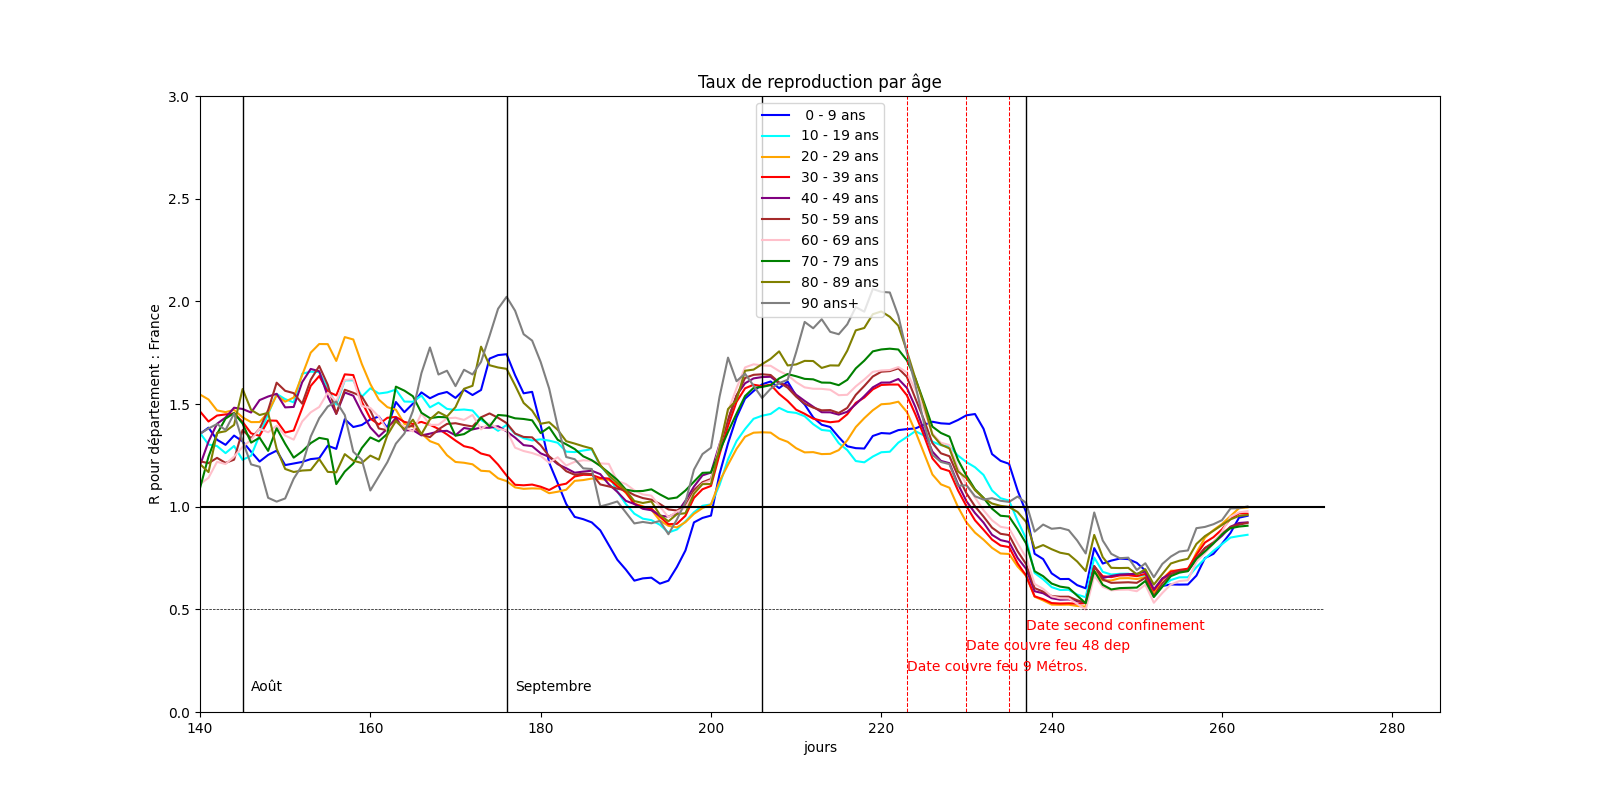 Taux de reproduction par âge
R pour département : France
3.0
2.5
2.0
1.5
1.0
0.5
0.0
0 - 9 ans
10 - 19 ans
20 - 29 ans
30 - 39 ans
40 - 49 ans
50 - 59 ans
60 - 69 ans
70 - 79 ans
80 - 89 ans
90 ans+
Date second confinement
Date couvre feu 48 dep
Date couvre feu 9 Métros.
Août
Septembre
140
160
180
200
220
240
260
280
jours